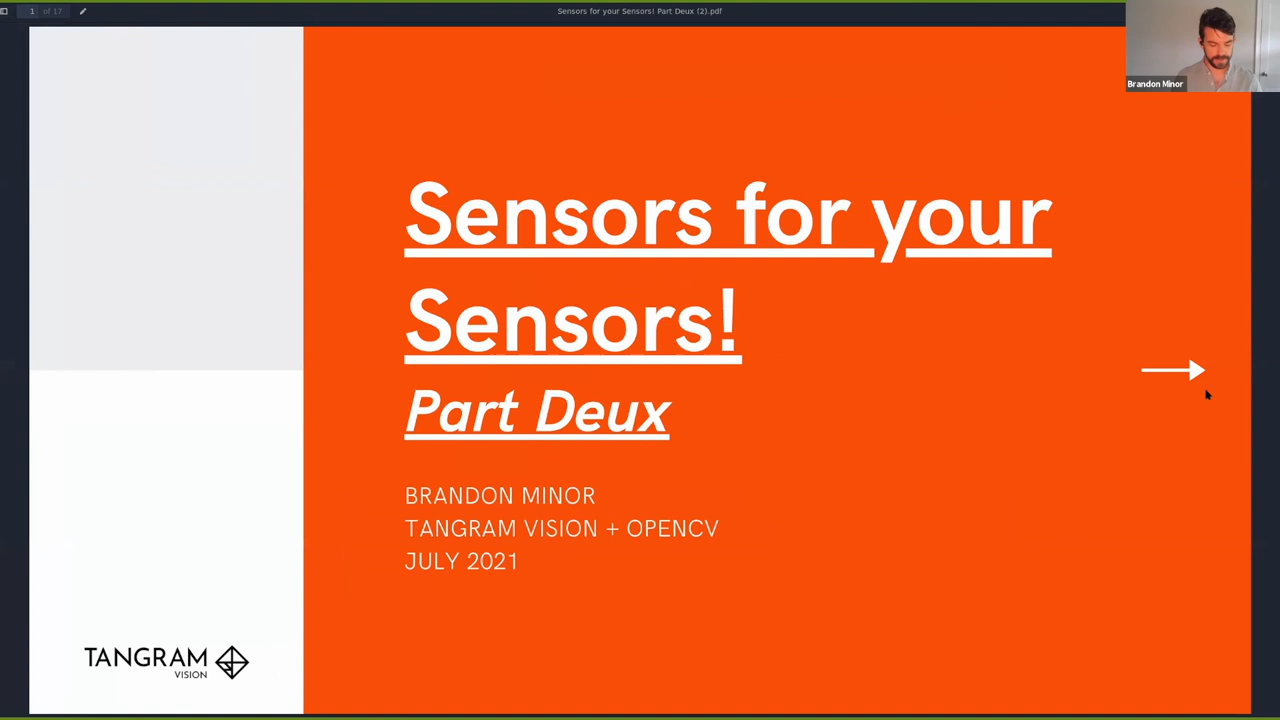 1 of 17
Sensors for your Sensors! Part Deux (2).pdf
Brandon Minor
Sensors for your
Sensors!
Part Deux
BRANDON MINOR
TANGRAM VISION + OPENCV
JULY 2021
TANGRAM
VISION